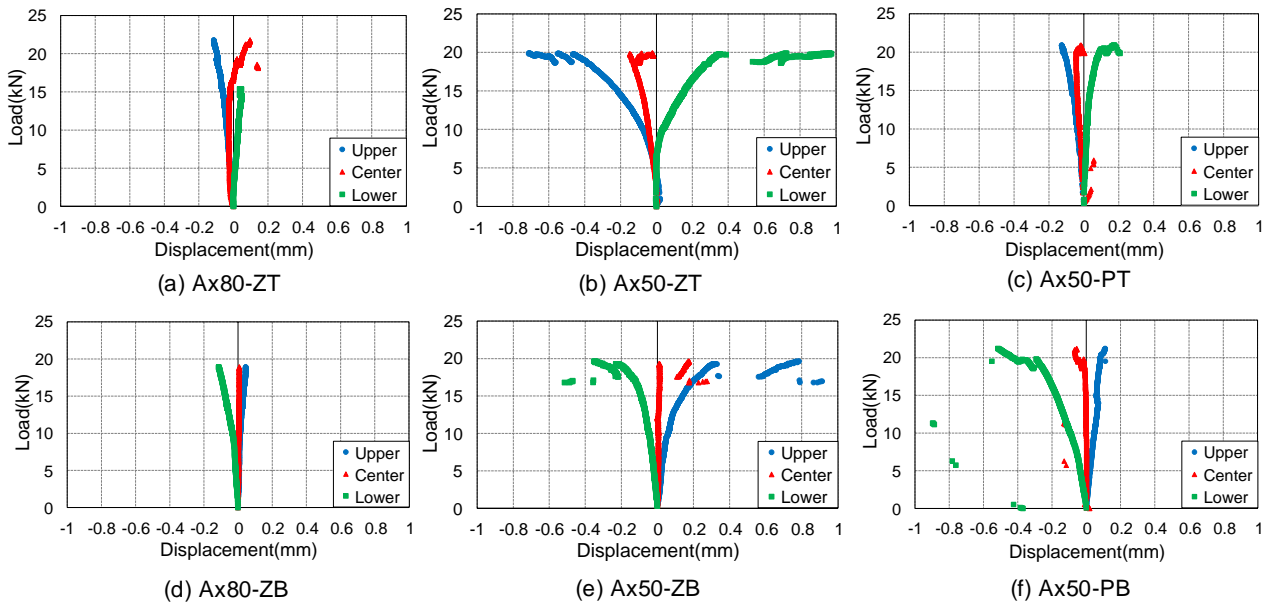 25
20
15
10
5
0
Load(kN)
Upper
Center
Lower
-1 -0.8 -0.6 -0.4 -0.2 0 0.2 0.4 0.6 0.8 1
Displacement(mm)
(a) Ax80-ZT
25
20
15
10
5
0
Load(kN)
Upper
Center
Lower
-1 -0.8 -0.6 -0.4 -0.2 0 0.2 0.4 0.6 0.8 1
Displacement(mm)
(b) Ax50-ZT
25
20
15
10
5
0
Load(kN)
Upper
Center
Lower
-1 -0.8 -0.6 -0.4 -0.2 0 0.2 0.4 0.6 0.8 1
Displacement(mm)
(c) Ax50-PT
25
20
15
10
5
0
Load(kN)
Upper
Center
Lower
-1 -0.8 -0.6 -0.4 -0.2 0 0.2 0.4 0.6 0.8 1
Displacement(mm)
(d) Ax80-ZB
25
20
15
10
5
0
Load(kN)
Upper
Center
Lower
-1 -0.8 -0.6 -0.4 -0.2 0 0.2 0.4 0.6 0.8 1
Displacement(mm)
(e) Ax50-ZB
25
20
15
10
5
0
Load(kN)
Upper
Center
Lower
-1 -0.8 -0.6 -0.4 -0.2 0 0.2 0.4 0.6 0.8 1
Displacement(mm)
(f) Ax50-PB